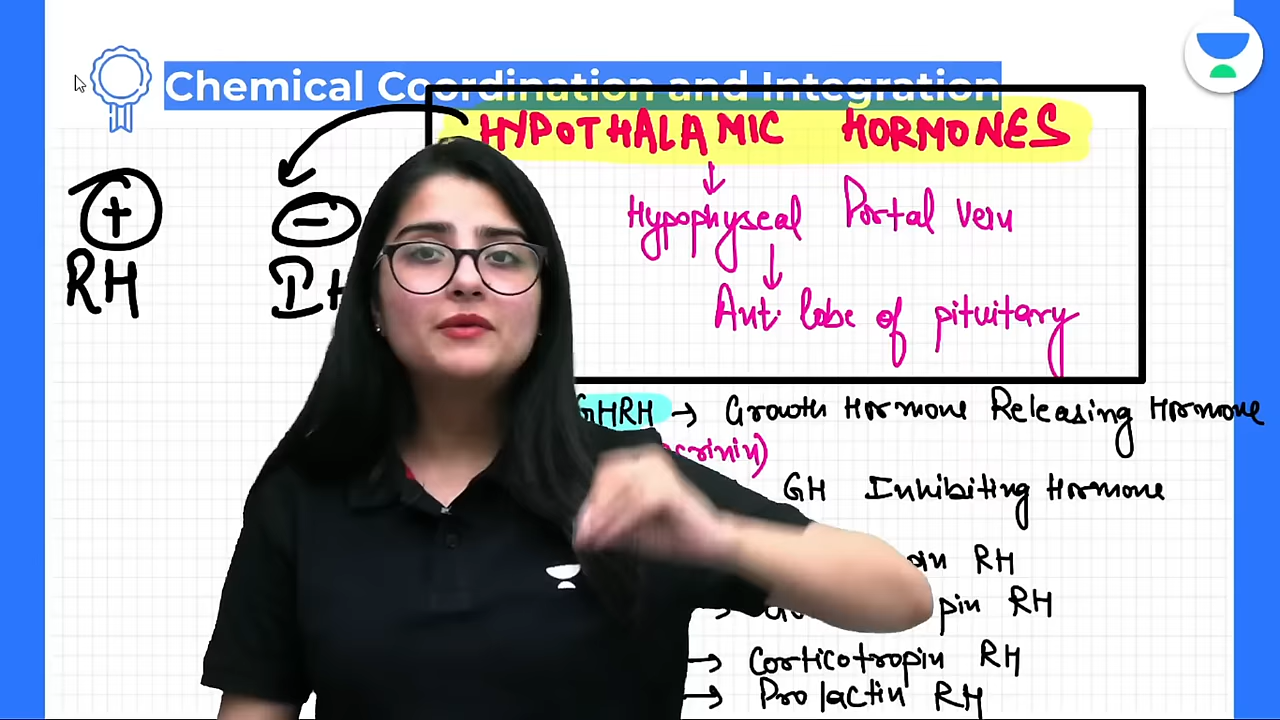 Chemical Coordination and Integration
HYPOTHALAMIC HORMONES
+ −
RH
Hypophyseal Portal vein
Ant. lobe of pituitary
GHRH → Growth Hormone Releasing Hormone
GH Inhibiting Hormone
RH
RH
→ Corticotropin RH
→ Prolactin RH